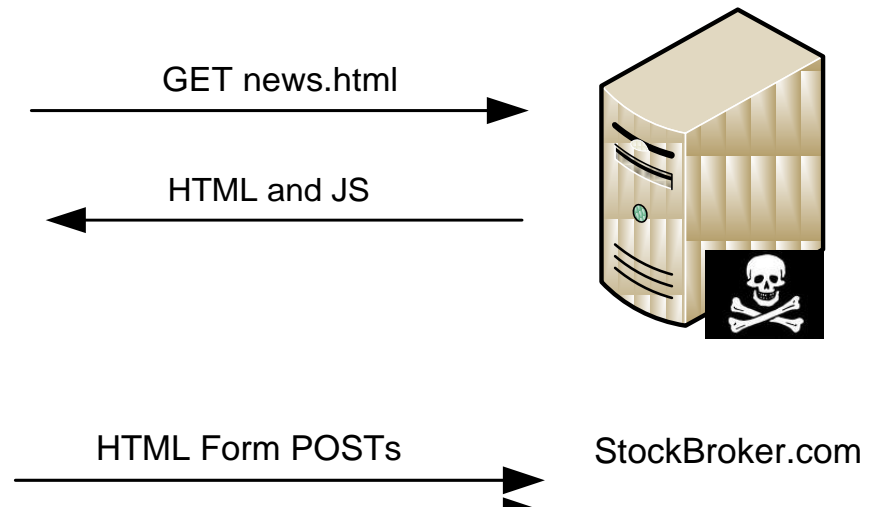 GET news.html
HTML and JS
HTML Form POSTs
StockBroker.com